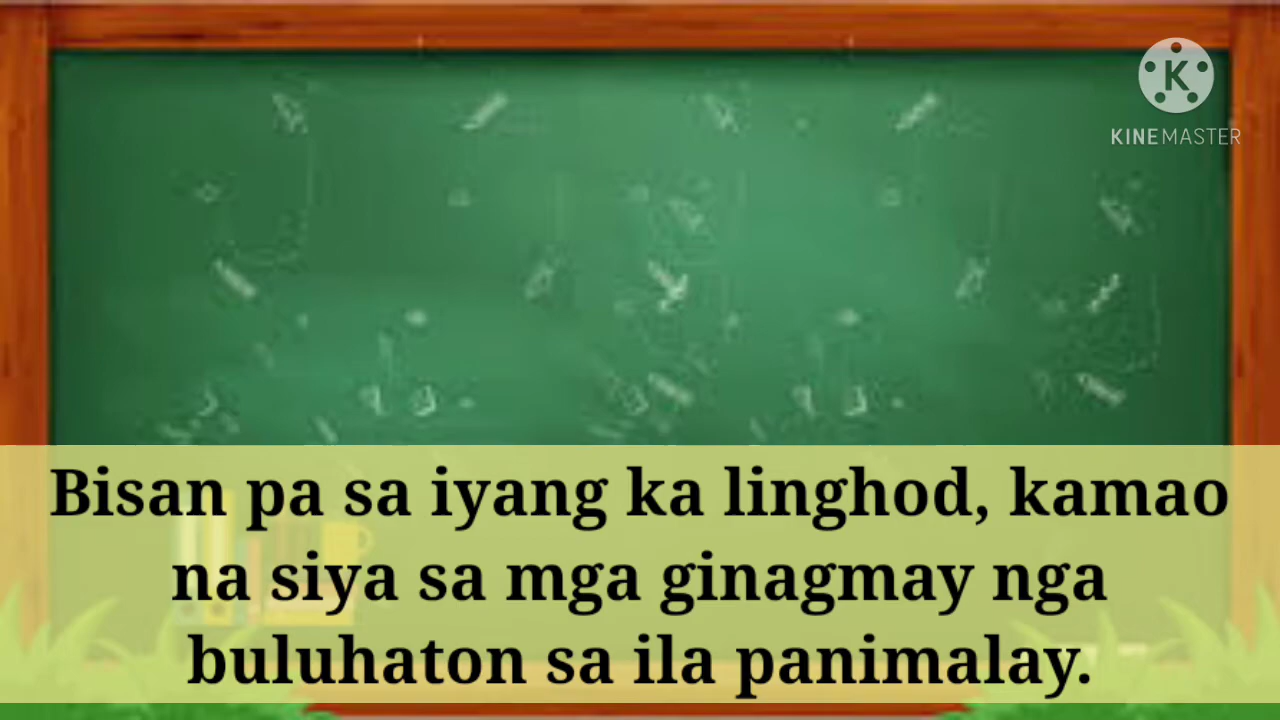 KINEMASTER
Bisan pa sa iyang ka linghod, kamao
na siya sa mga ginagmay nga
buluhaton sa ila panimalay.